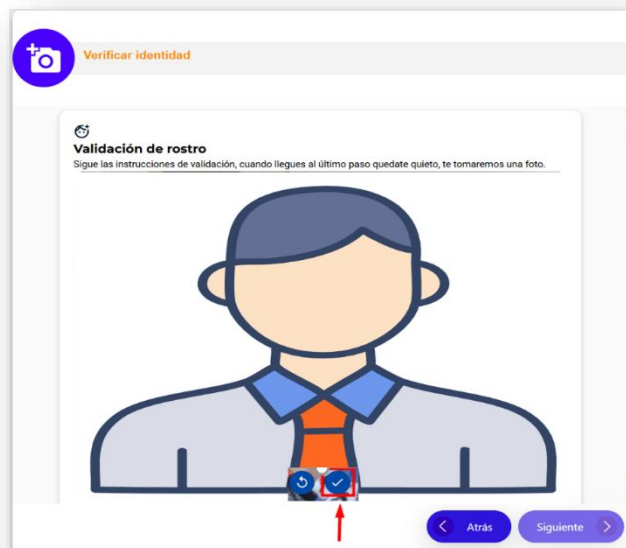 Verificar identidad
Validación de rostro
Sigue las instrucciones de validación, cuando llegues al último paso quedate quieto, te tomaremos una foto.
Atrás
Siguiente